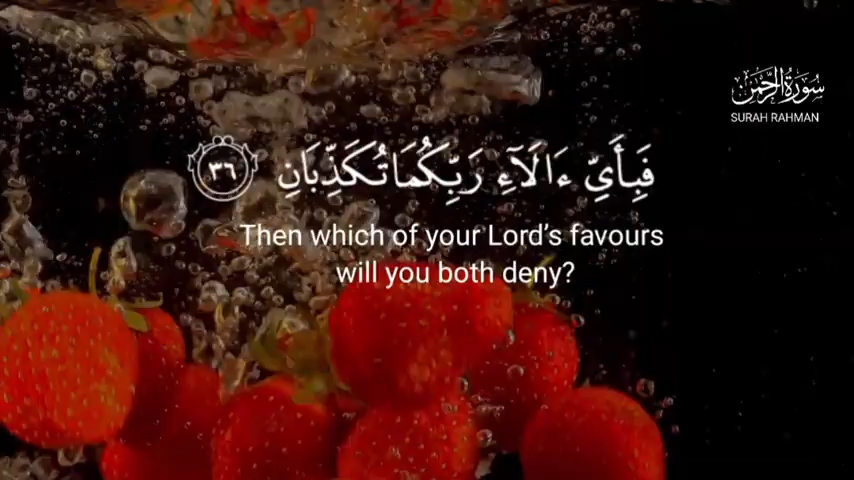 سُورَةُ الرَّحْمٰن
SURAH RAHMAN
فَبِأَيِّ ءَالَآءِ رَبِّكُمَا تُكَذِّبَانِ ٣٦
Then which of your Lord’s favours
will you both deny?